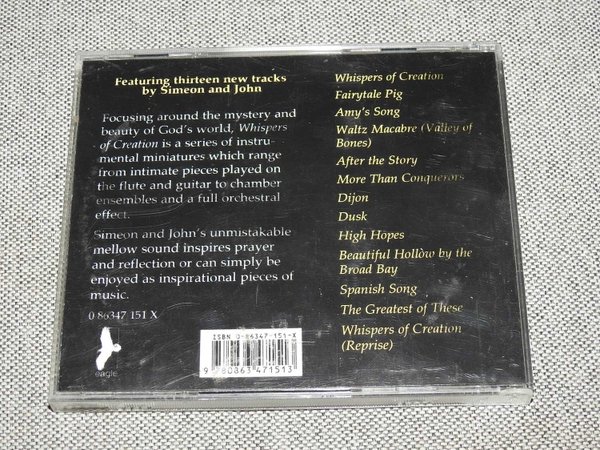 Featuring thirteen new tracks
by Simeon and John
Focusing around the mystery and
beauty of God's world, Whispers
of Creation is a series of instru-
mental miniatures which range
from intimate pieces played on
the flute and guitar to chamber
ensembles and a full orchestral
effect.
Simeon and John's unmistakable
mellow sound inspires prayer
and reflection or can simply be
enjoyed as inspirational pieces of
music.
0 86347 151 X
eagle
ISBN 0-86347-151-X
9 780863 471513
Whispers of Creation
Fairytale Pig
Amy's Song
Waltz Macabre (Valley of
Bones)
After the Story
More Than Conquerors
Dijon
Dusk
High Hopes
Beautiful Hollow by the
Broad Bay
Spanish Song
The Greatest of These
Whispers of Creation
(Reprise)